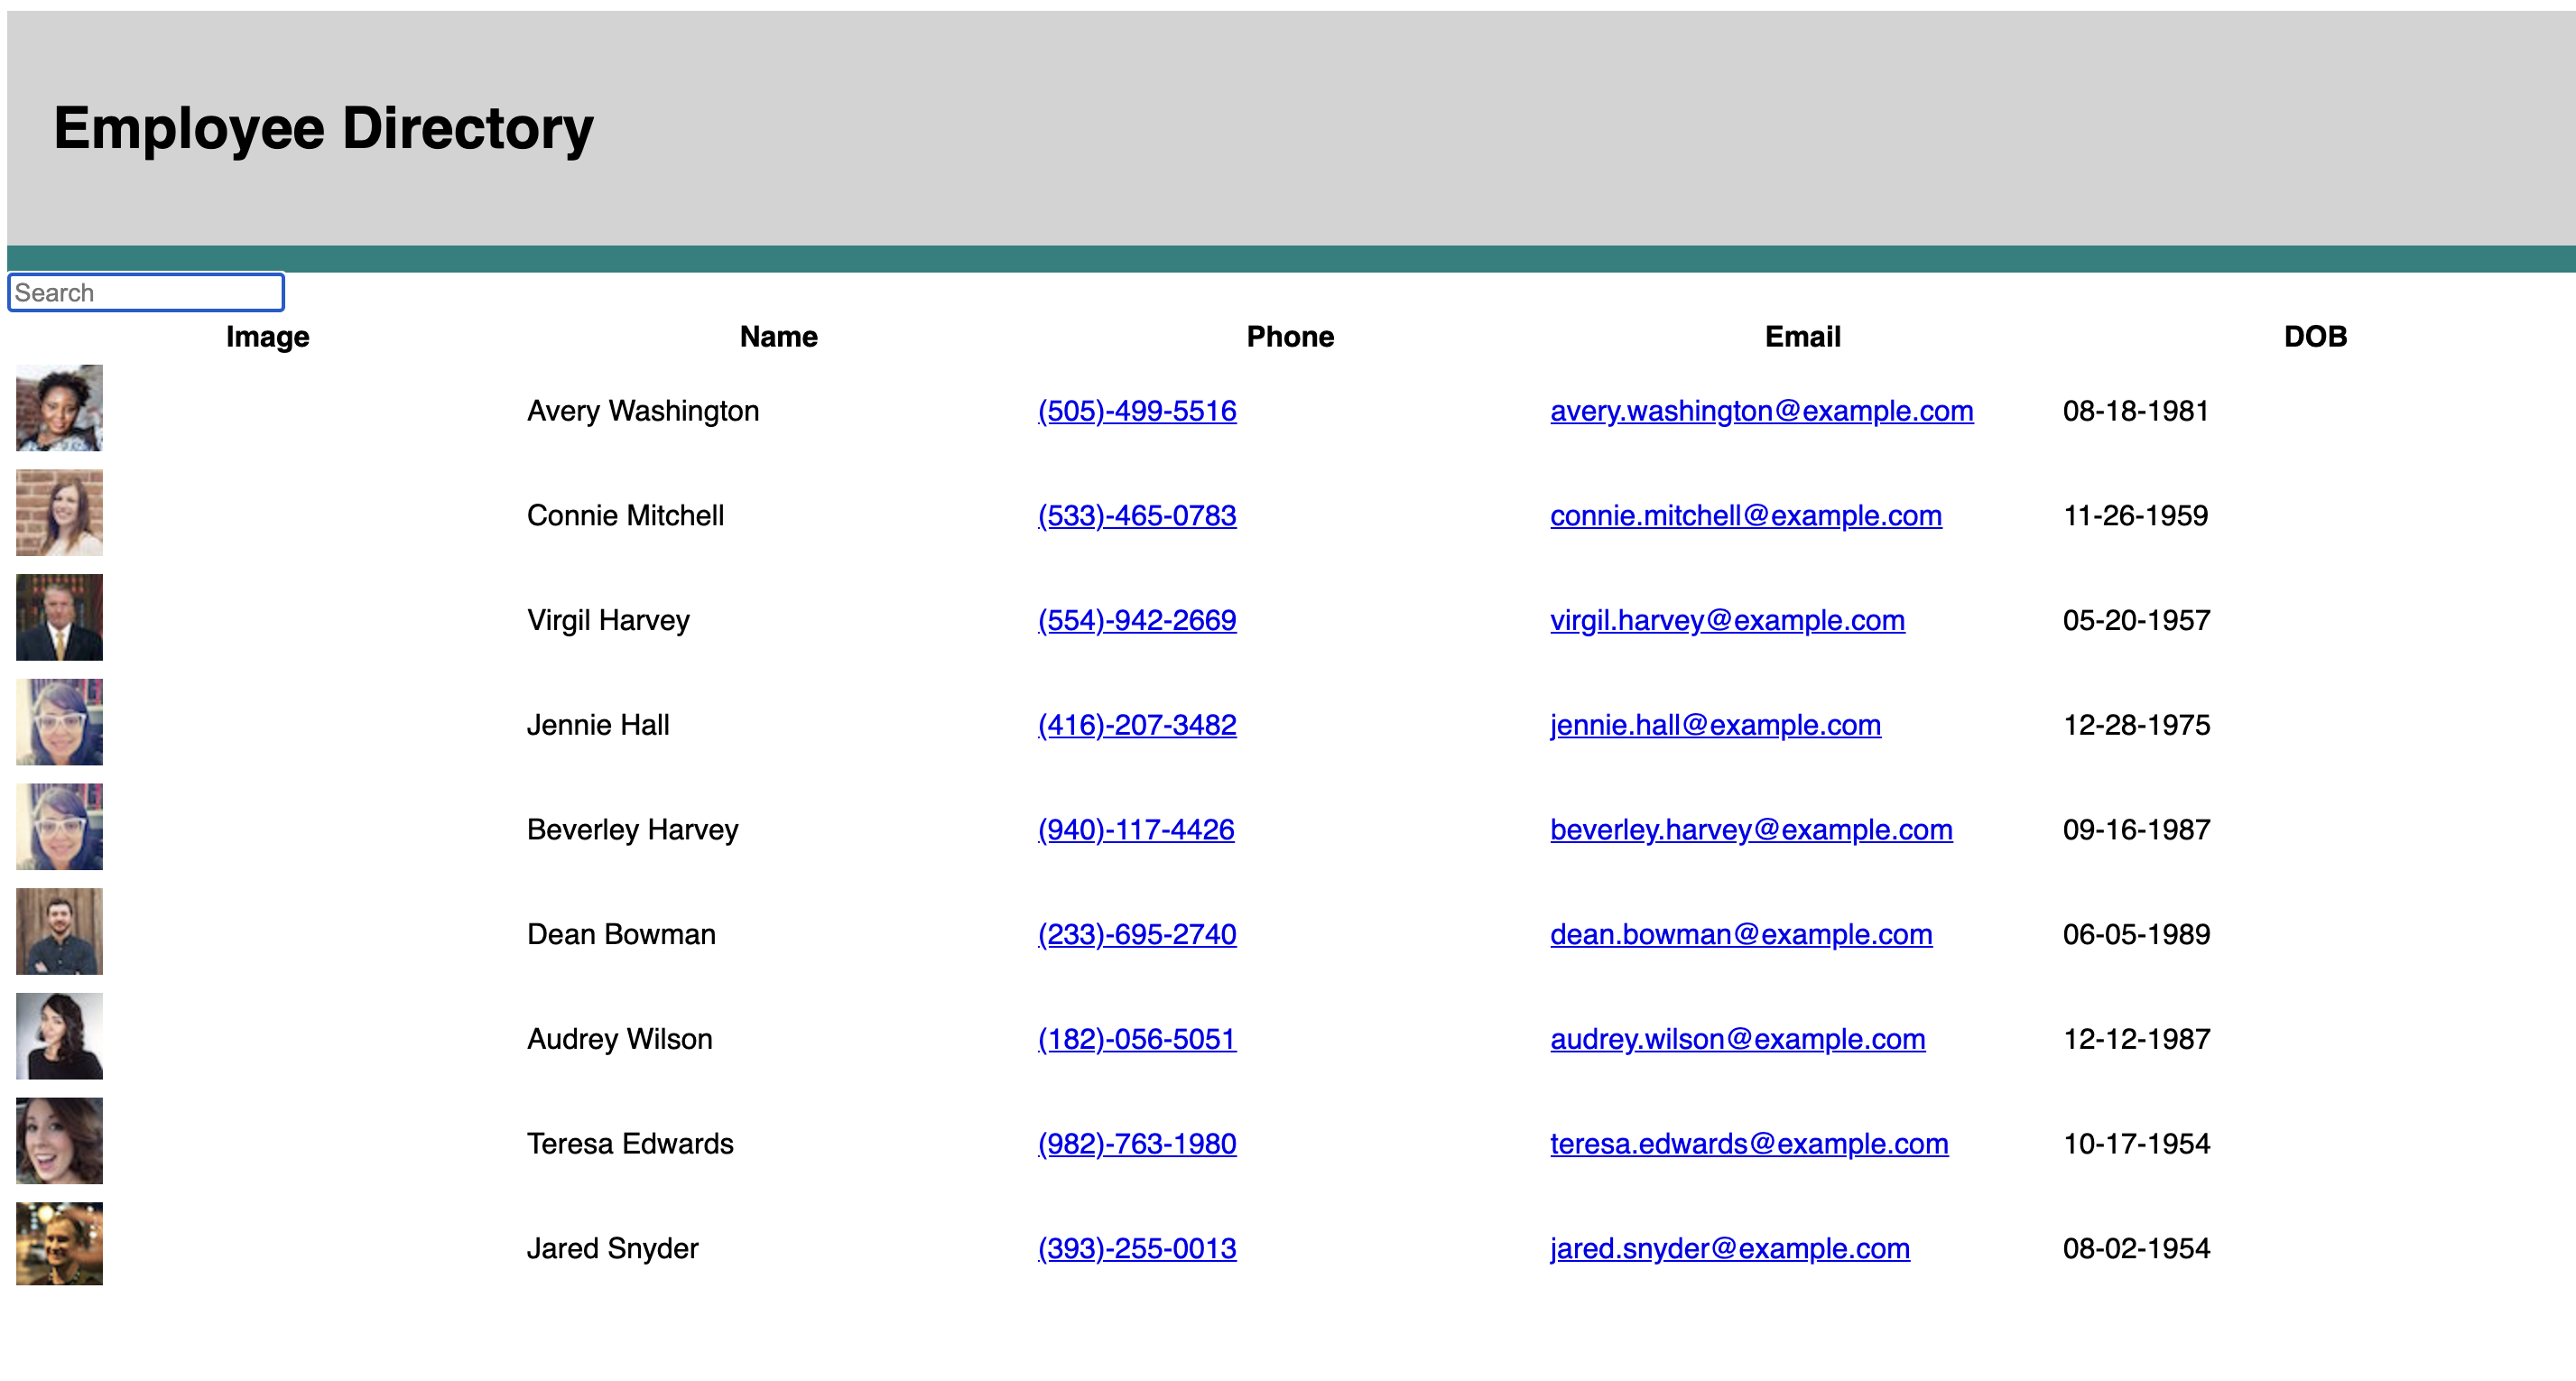 Employee Directory
Search
Image Name Phone Email DOB
Avery Washington (505)-499-5516 avery.washington@example.com 08-18-1981
Connie Mitchell (533)-465-0783 connie.mitchell@example.com 11-26-1959
Virgil Harvey (554)-942-2669 virgil.harvey@example.com 05-20-1957
Jennie Hall (416)-207-3482 jennie.hall@example.com 12-28-1975
Beverley Harvey (940)-117-4426 beverley.harvey@example.com 09-16-1987
Dean Bowman (233)-695-2740 dean.bowman@example.com 06-05-1989
Audrey Wilson (182)-056-5051 audrey.wilson@example.com 12-12-1987
Teresa Edwards (982)-763-1980 teresa.edwards@example.com 10-17-1954
Jared Snyder (393)-255-0013 jared.snyder@example.com 08-02-1954